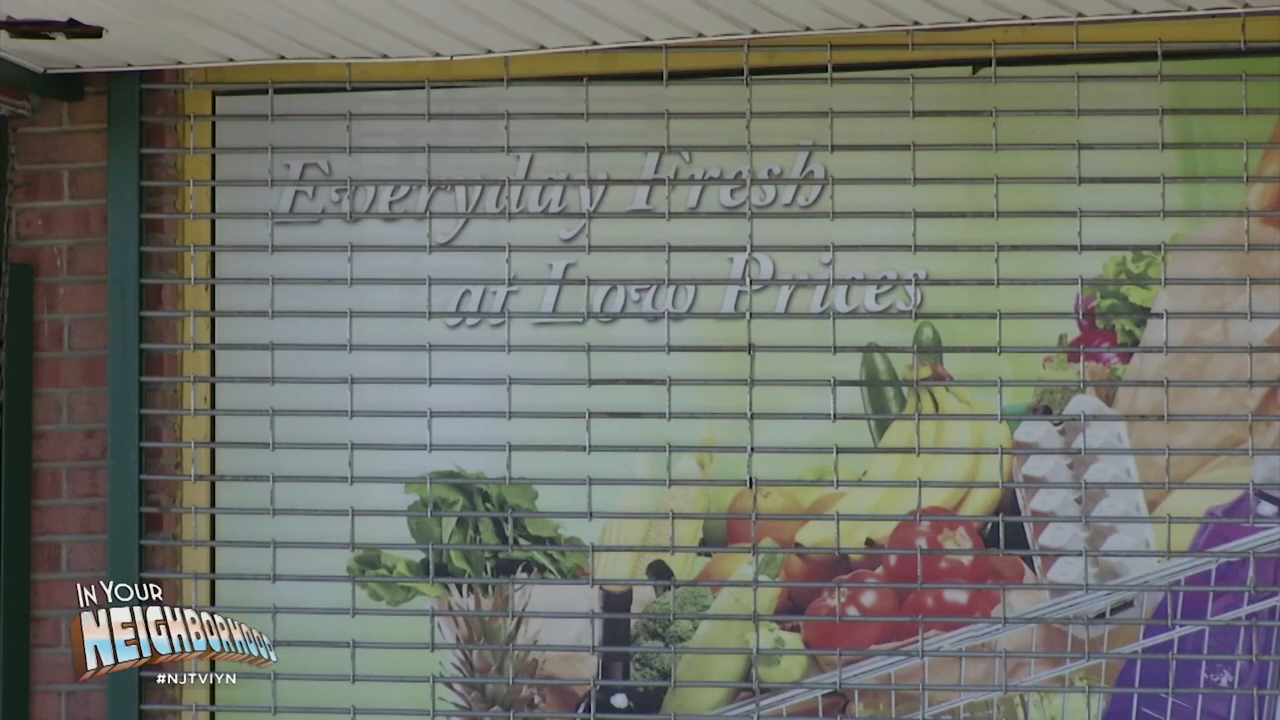 Everyday Fresh
at Low Prices
IN YOUR
NEIGHBORHOOD
#NJTVIYN